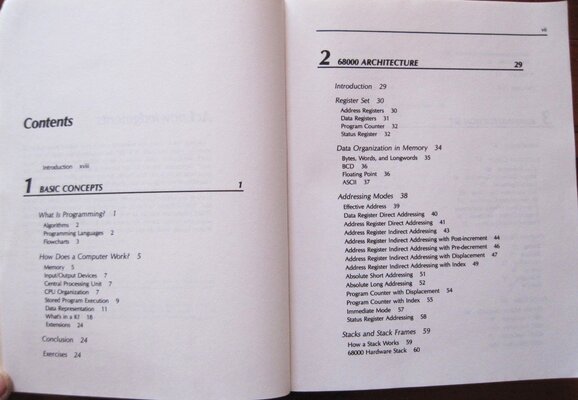 Contents
Introduction xviii
1 BASIC CONCEPTS 1
What Is Programming? 1
Algorithms 2
Programming Languages 2
Flowcharts 3
How Does a Computer Work? 5
Memory 5
Input/Output Devices 7
Central Processing Unit 7
CPU Organization 7
Stored Program Execution 9
Data Representation 11
What's in a K? 18
Extensions 24
Conclusion 24
Exercises 24
vii
2 68000 ARCHITECTURE 29
Introduction 29
Register Set 30
Address Registers 30
Data Registers 31
Program Counter 32
Status Register 32
Data Organization in Memory 34
Bytes, Words, and Longwords 35
BCD 36
Floating Point 36
ASCII 37
Addressing Modes 38
Effective Address 39
Data Register Direct Addressing 40
Address Register Direct Addressing 41
Address Register Indirect Addressing 43
Address Register Indirect Addressing with Post-increment 44
Address Register Indirect Addressing with Pre-decrement 45
Address Register Indirect Addressing with Displacement 47
Address Register Indirect Addressing with Index 49
Absolute Short Addressing 51
Absolute Long Addressing 52
Program Counter with Displacement 54
Program Counter with Index 55
Immediate Mode 57
Status Register Addressing 58
Stacks and Stack Frames 59
How a Stack Works 59
68000 Hardware Stack 60